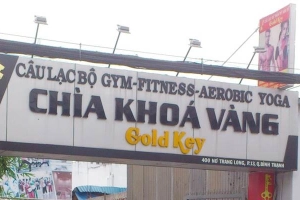 CÂU LẠC BỘ GYM-FITNESS-AEROBIC YOGA
CHÌA KHOÁ VÀNG
Gold Key
400 NƠ TRANG LONG, P.13, Q.BÌNH THẠNH